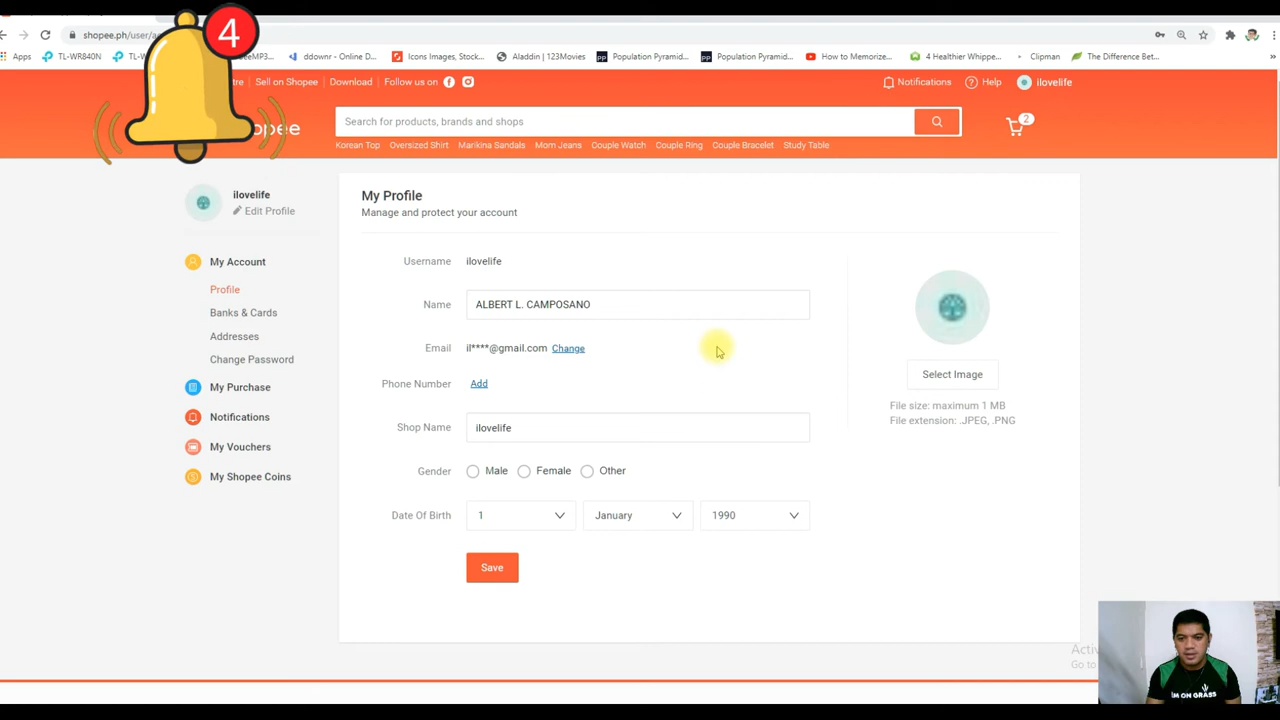 4
shopee.ph/user/a
Apps TL-WR840N ddownr - Online D... Icons Images, Stock... Aladdin | 123Movies Population Pyramid... Population Pyramid... How to Memorize... 4 Healthier Whippe... Clipman The Difference Bet...
Sell on Shopee Download Follow us on Notifications Help ilovelife
Search for products, brands and shops
2
Korean Top Oversized Shirt Marikina Sandals Mom Jeans Couple Watch Couple Ring Couple Bracelet Study Table
ilovelife
Edit Profile
My Account
Profile
Banks & Cards
Addresses
Change Password
My Purchase
Notifications
My Vouchers
My Shopee Coins
My Profile
Manage and protect your account
Username ilovelife
Name ALBERT L. CAMPOSANO
Email il****@gmail.com Change
Phone Number Add
Shop Name ilovelife
Gender Male Female Other
Date Of Birth 1 January 1990
Save
Select Image
File size: maximum 1 MB
File extension: .JPEG, .PNG
Go to
I'M ON GRASS